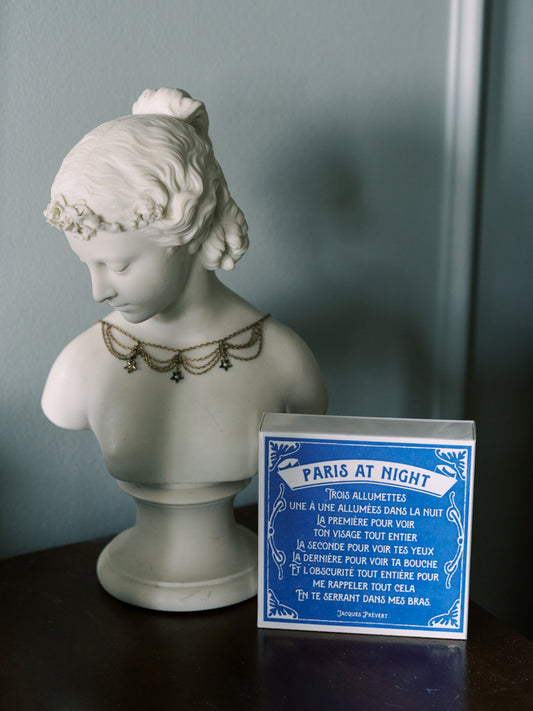 PARIS AT NIGHT
TROIS ALLUMETTES
UNE À UNE ALLUMÉES DANS LA NUIT
LA PREMIÈRE POUR VOIR
TON VISAGE TOUT ENTIER
LA SECONDE POUR VOIR TES YEUX
LA DERNIÈRE POUR VOIR TA BOUCHE
ET L'OBSCURITÉ TOUT ENTIÈRE POUR
ME RAPPELER TOUT CELA
EN TE SERRANT DANS MES BRAS.
JACQUES PRÉVERT